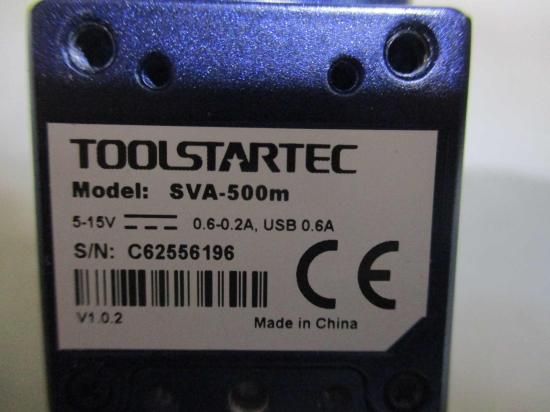 TOOLSTARTEC
Model: SVA-500m
5-15V ⎓ 0.6-0.2A, USB 0.6A
S/N: C62556196
CE
V1.0.2
Made in China